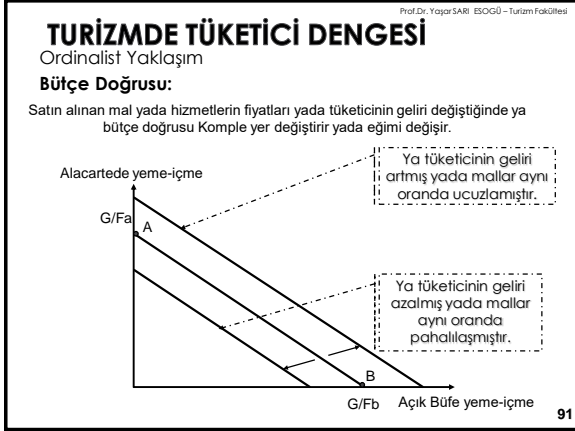 Prof.Dr. Yaşar SARI ESOGÜ – Turizm Fakültesi
TURİZMDE TÜKETİCİ DENGESİ
Ordinalist Yaklaşım
Bütçe Doğrusu:
Satın alınan mal yada hizmetlerin fiyatları yada tüketicinin geliri değiştiğinde ya
bütçe doğrusu Komple yer değiştirir yada eğimi değişir.
Ya tüketicinin geliri
artmış yada mallar aynı
oranda ucuzlamıştır.
Alacartede yeme-içme
G/Fa
A
Ya tüketicinin geliri
azalmış yada mallar
aynı oranda
pahalılaşmıştır.
B
G/Fb
Açık Büfe yeme-içme
91